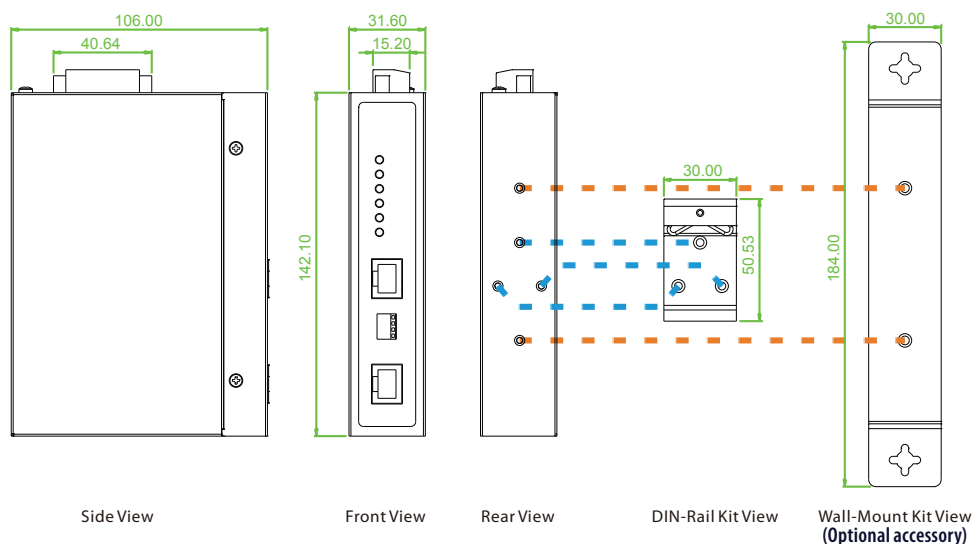 106.00
40.64
31.60
15.20
142.10
30.00
50.53
30.00
184.00
Side View
Front View
Rear View
DIN-Rail Kit View
Wall-Mount Kit View
(Optional accessory)